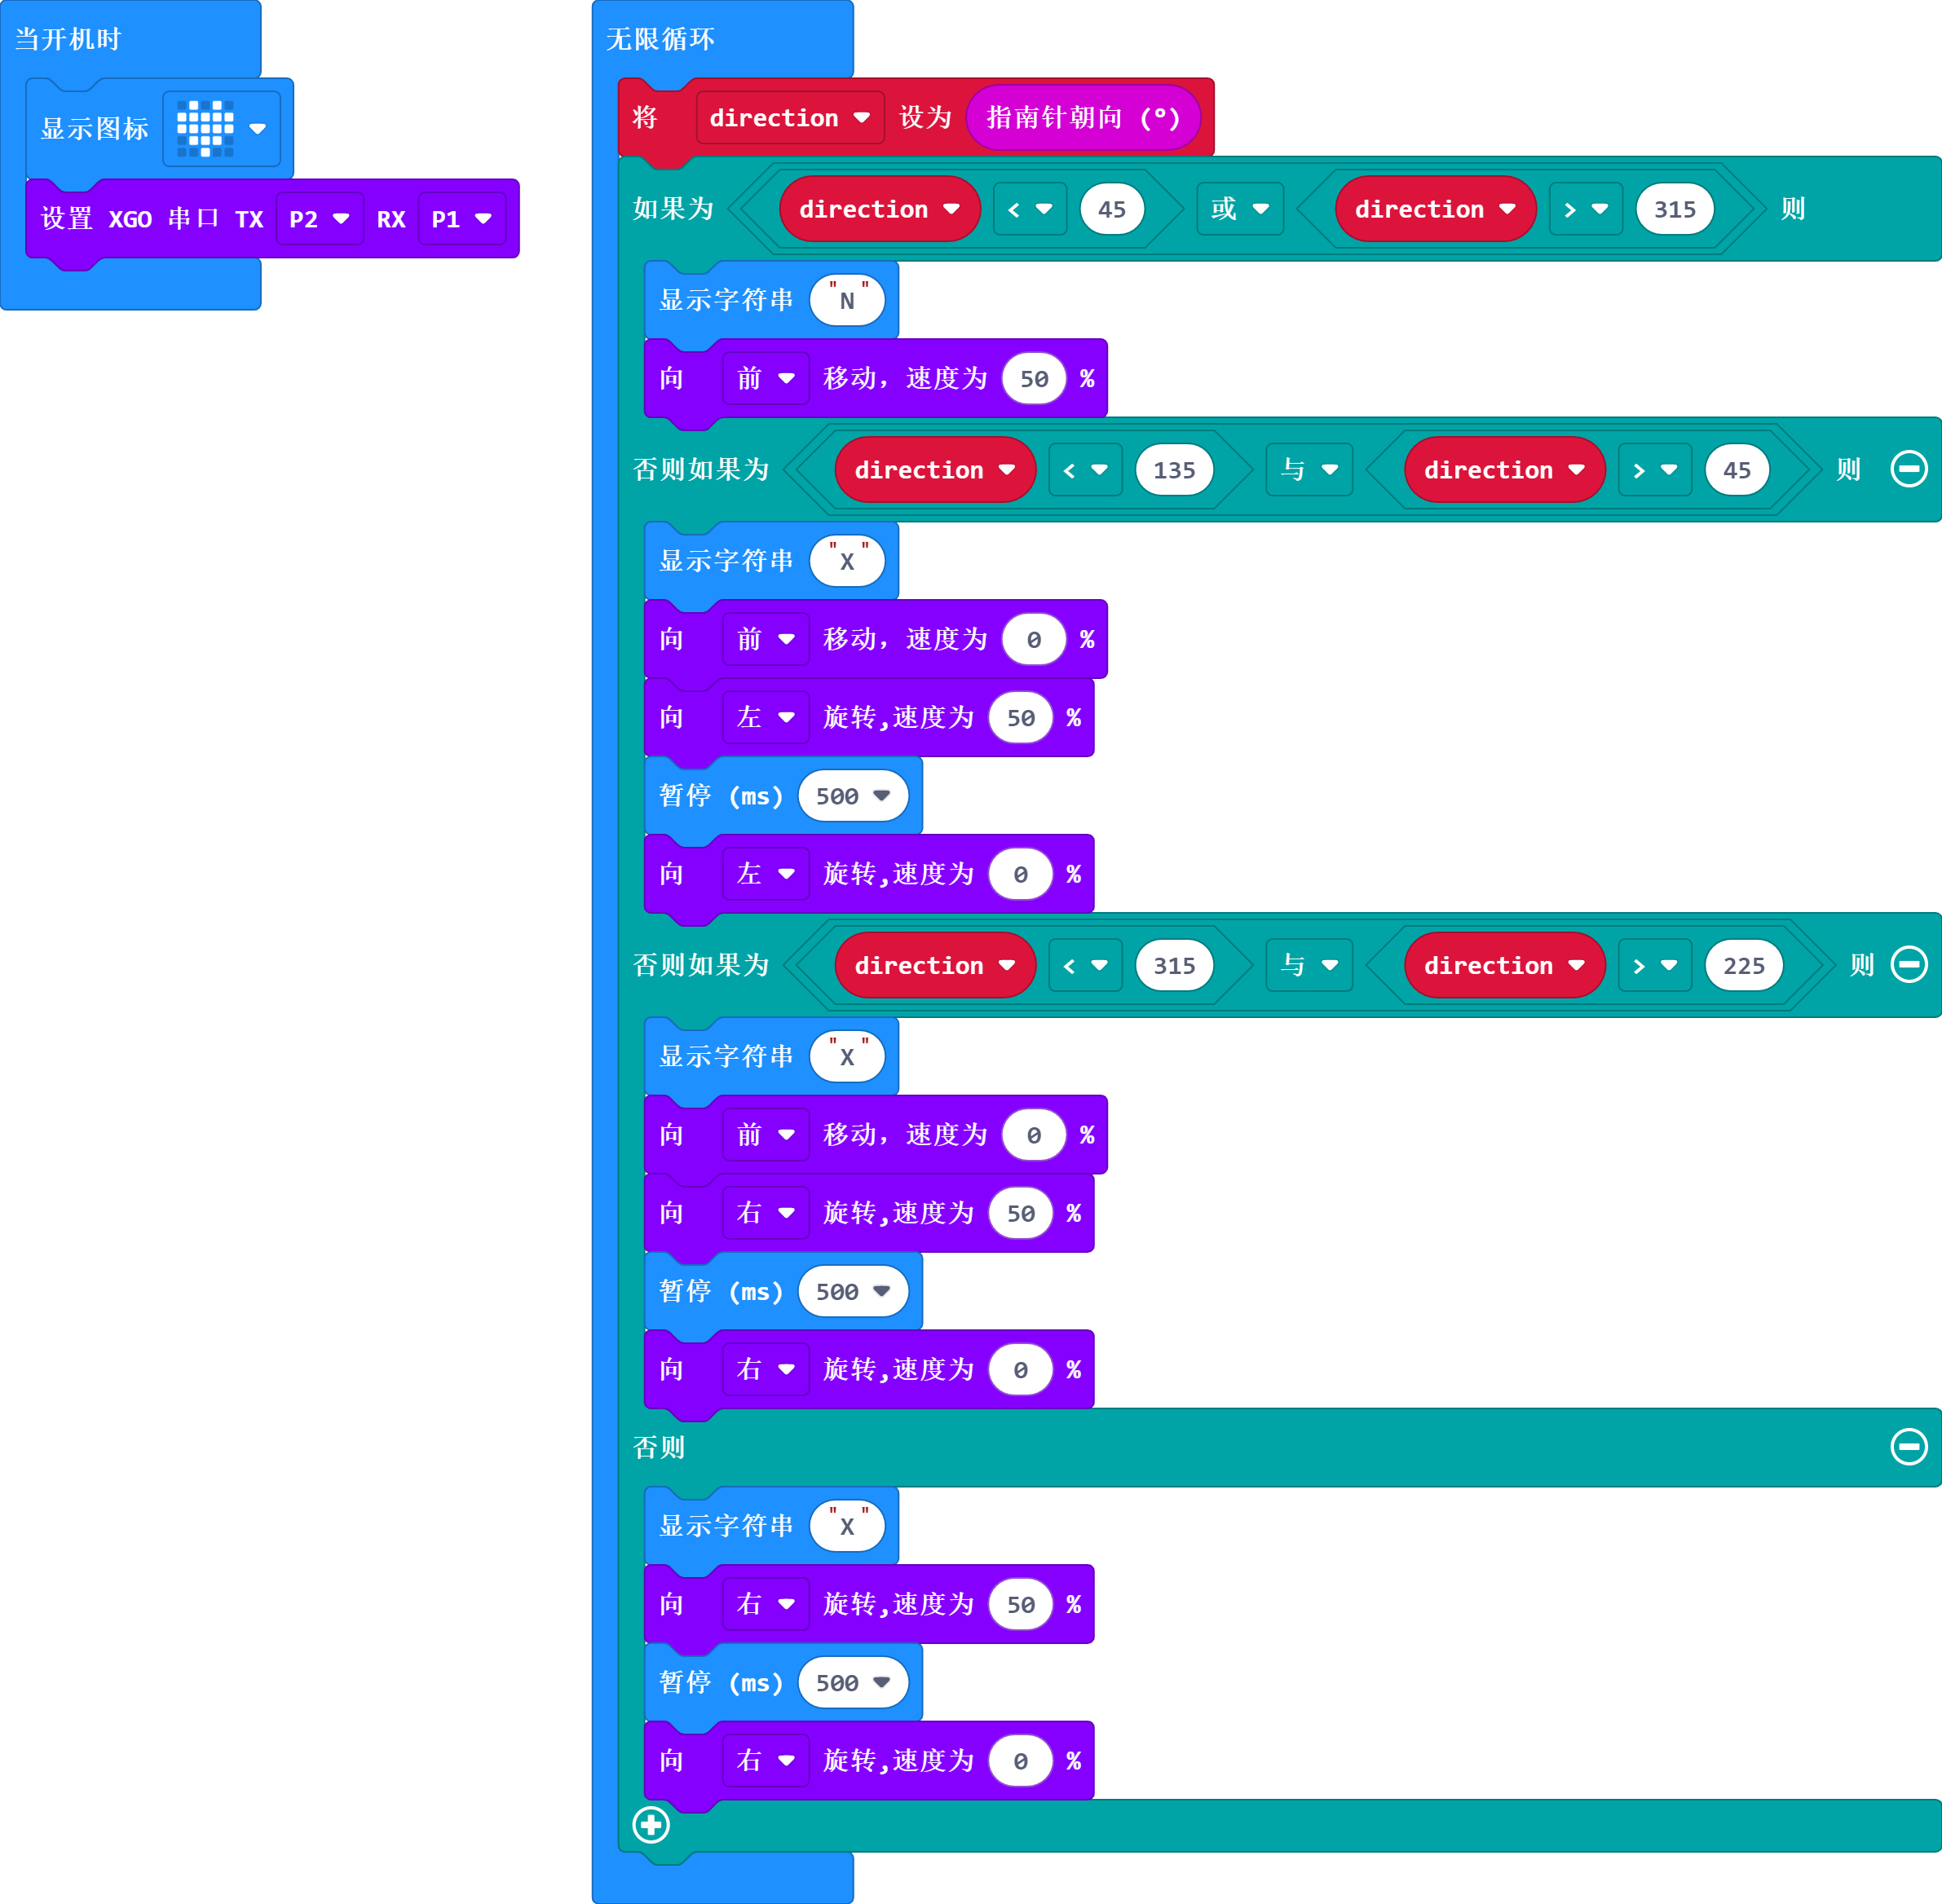 当开机时
显示图标
设置 XGO 串口 TX P2 RX P1
无限循环
将 direction 设为 指南针朝向 (°)
如果为 direction < 45 或 direction > 315 则
显示字符串 "N"
向 前 移动，速度为 50 %
否则如果为 direction < 135 与 direction > 45 则
显示字符串 "X"
向 前 移动，速度为 0 %
向 左 旋转,速度为 50 %
暂停 (ms) 500
向 左 旋转,速度为 0 %
否则如果为 direction < 315 与 direction > 225 则
显示字符串 "X"
向 前 移动，速度为 0 %
向 右 旋转,速度为 50 %
暂停 (ms) 500
向 右 旋转,速度为 0 %
否则
显示字符串 "X"
向 右 旋转,速度为 50 %
暂停 (ms) 500
向 右 旋转,速度为 0 %